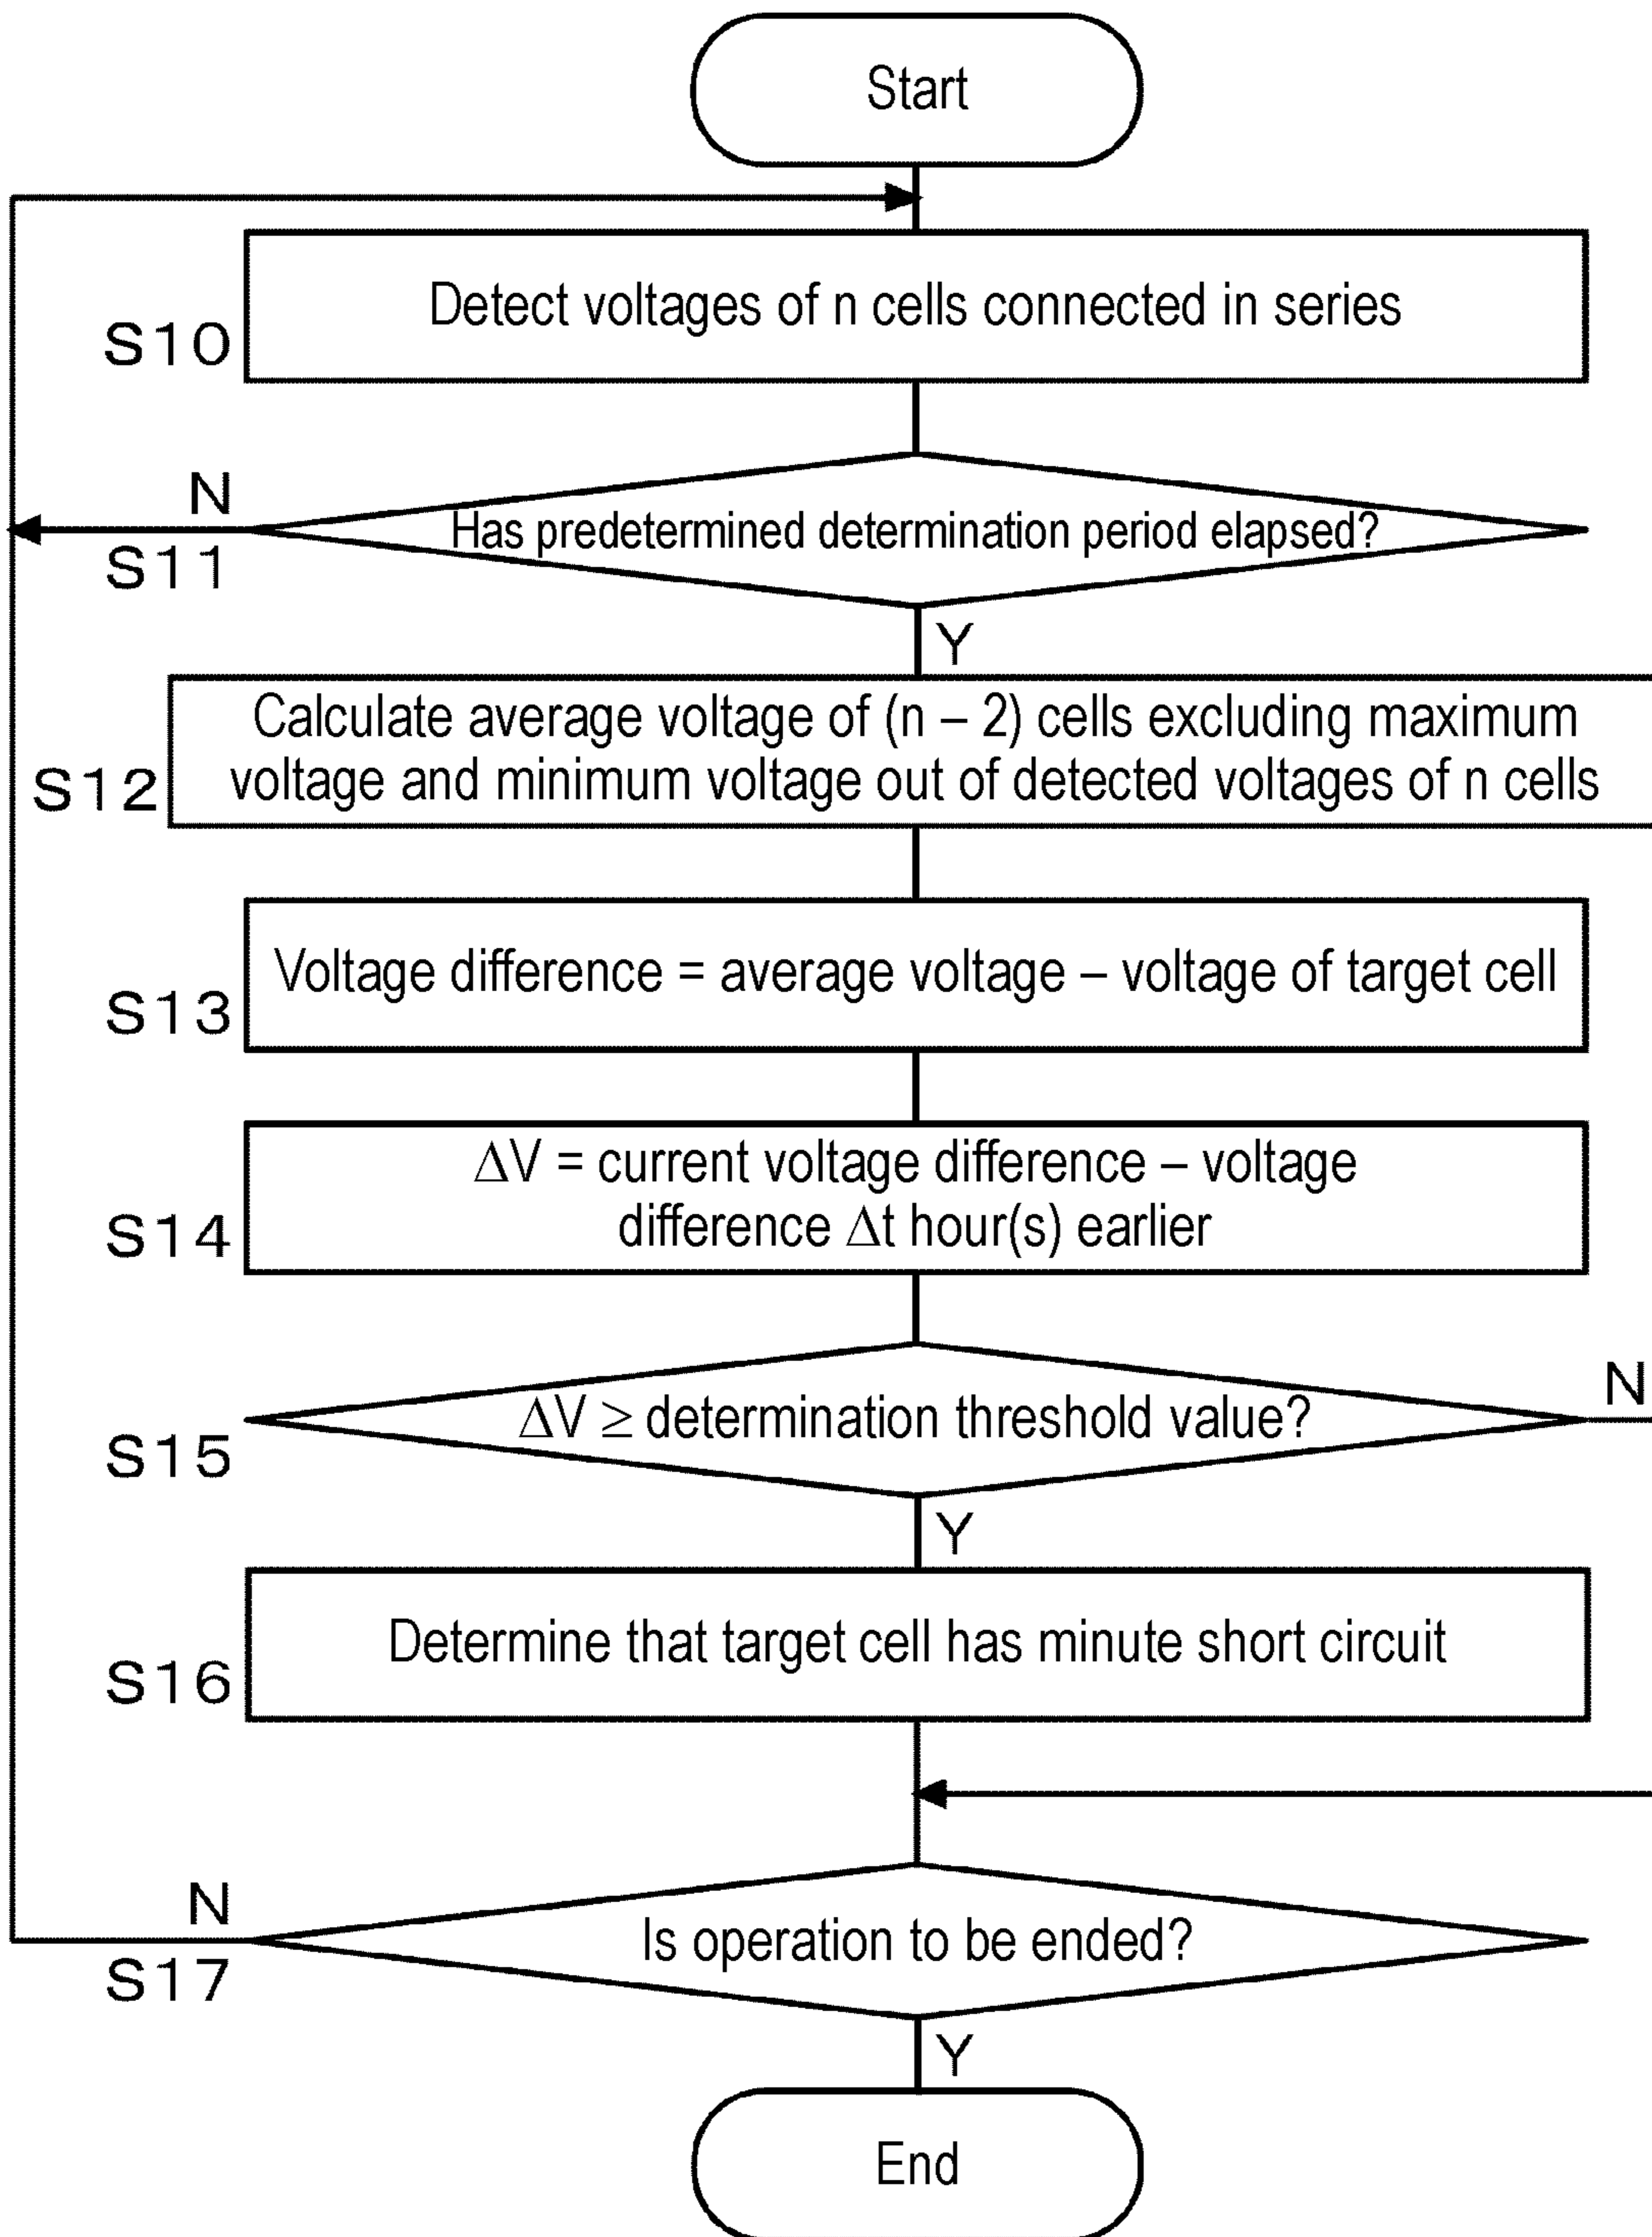 Start
Detect voltages of n cells connected in series
S10
N
Has predetermined determination period elapsed?
S11
Y
Calculate average voltage of (n – 2) cells excluding maximum
voltage and minimum voltage out of detected voltages of n cells
S12
Voltage difference = average voltage – voltage of target cell
S13
ΔV = current voltage difference – voltage
difference Δt hour(s) earlier
S14
N
ΔV ≥ determination threshold value?
S15
Y
Determine that target cell has minute short circuit
S16
N
Is operation to be ended?
S17
Y
End